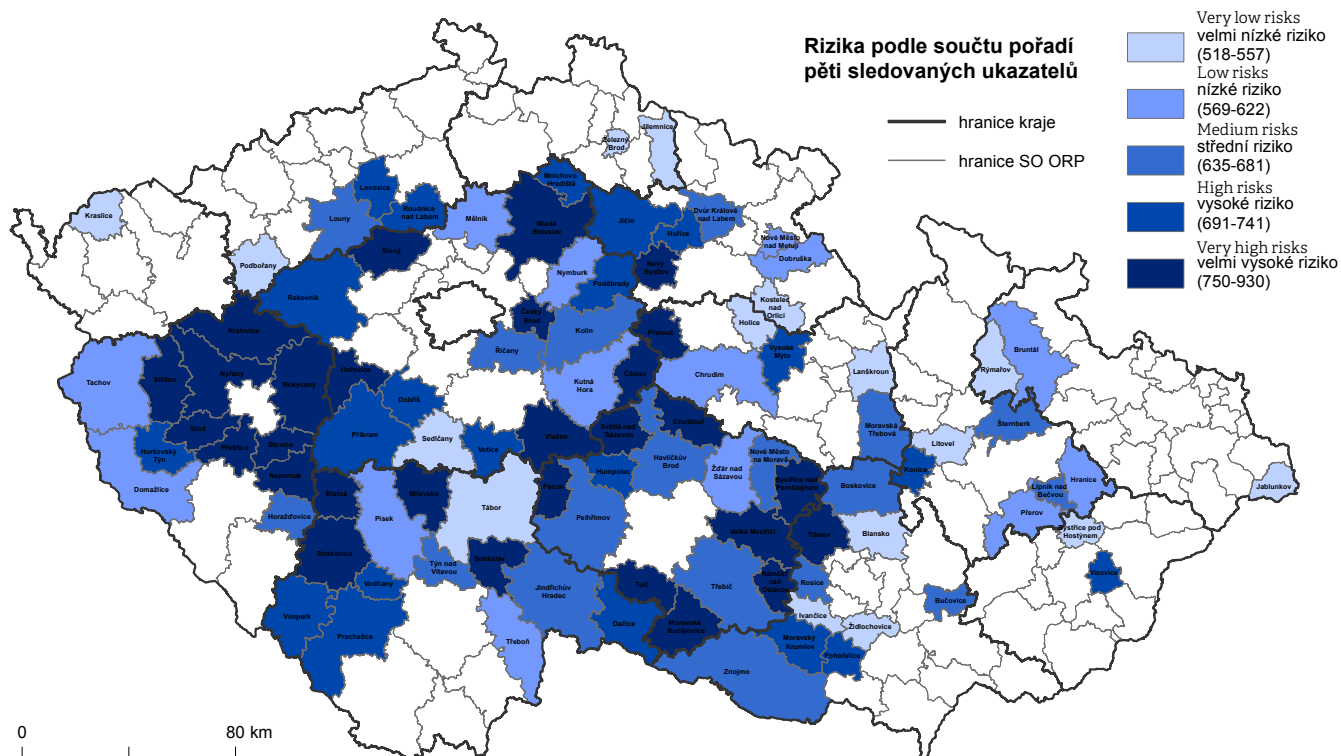 Rizika podle součtu pořadí
pěti sledovaných ukazatelů
hranice kraje
hranice SO ORP
Very low risks
velmi nízké riziko
(518-557)
Low risks
nízké riziko
(569-622)
Medium risks
střední riziko
(635-681)
High risks
vysoké riziko
(691-741)
Very high risks
velmi vysoké riziko
(750-930)
Železný
Brod
Jilemnice
Mnichovo
Hradiště
Lovosice
Roudnice
nad Labem
Louny
Mělník
Mladá
Boleslav
Jičín
Hořice
Dvůr Králové
nad Labem
Kraslice
Podbořany
Slaný
Nové Město
nad Metují
Dobruška
Nový
Bydžov
Nymburk
Poděbrady
Rakovník
Kostelec
nad
Orlicí
Holice
Český
Brod
Kolín
Přelouč
Kralovice
Vysoké
Mýto
Říčany
Bruntál
Rýmařov
Lanškroun
Chrudim
Tachov
Stříbro
Nýřany
Rokycany
Hořovice
Kutná
Hora
Čáslav
Dobříš
Příbram
Sedlčany
Votice
Vlašim
Světlá nad
Sázavou
Chotěboř
Moravská
Třebová
Šternberk
Litovel
Stod
Přeštice
Blovice
Horšovský
Týn
Nepomuk
Domažlice
Havlíčkův
Brod
Žďár nad
Sázavou
Nové Město
na Moravě
Bystřice nad
Pernštejnem
Boskovice
Konice
Humpolec
Pacov
Pelhřimov
Blatná
Milevsko
Písek
Tábor
Horažďovice
Strakonice
Lipník nad
Bečvou
Hranice
Přerov
Jablunkov
Bystřice pod
Hostýnem
Velké Meziříčí
Tišnov
Blansko
Týn nad
Vltavou
Soběslav
Vodňany
Vimperk
Prachatice
Jindřichův
Hradec
Telč
Třebíč
Náměšť
nad
Oslavou
Rosice
Vizovice
Bučovice
Ivančice
Židlochovice
Dačice
Moravské
Budějovice
Moravský
Krumlov
Pohořelice
Třeboň
Znojmo
0
80 km